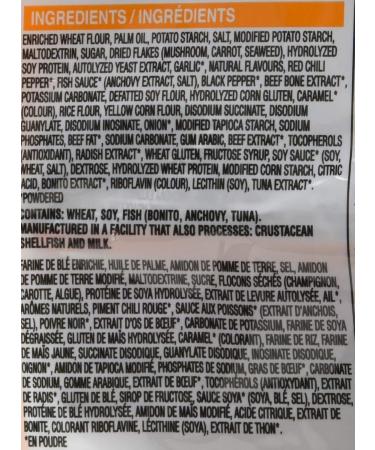 INGREDIENTS / INGRÉDIENTS
ENRICHED WHEAT FLOUR, PALM OIL, POTATO STARCH, SALT, MODIFIED POTATO STARCH,
MALTODEXTRIN, SUGAR, DRIED FLAKES (MUSHROOM, CARROT, SEAWEED), HYDROLYZED
SOY PROTEIN, AUTOLYZED YEAST EXTRACT, GARLIC*, NATURAL FLAVOURS, RED CHILI
PEPPER*, FISH SAUCE* (ANCHOVY EXTRACT, SALT), BLACK PEPPER*, BEEF BONE EXTRACT*,
POTASSIUM CARBONATE, DEFATTED SOY FLOUR, HYDROLYZED CORN GLUTEN, CARAMEL*
(COLOUR), RICE FLOUR, YELLOW CORN FLOUR, DISODIUM SUCCINATE, DISODIUM
GUANYLATE, DISODIUM INOSINATE, ONION*, MODIFIED TAPIOCA STARCH, SODIUM
PHOSPHATES, BEEF FAT*, SODIUM CARBONATE, GUM ARABIC, BEEF EXTRACT*, TOCOPHEROLS
(ANTIOXIDANT), RADISH EXTRACT*, WHEAT GLUTEN, FRUCTOSE SYRUP, SOY SAUCE* (SOY,
WHEAT, SALT), DEXTROSE, HYDROLYZED WHEAT PROTEIN, MODIFIED CORN STARCH, CITRIC
ACID, BONITO EXTRACT*, RIBOFLAVIN (COLOUR), LECITHIN (SOY), TUNA EXTRACT*.
*POWDERED
CONTAINS: WHEAT, SOY, FISH (BONITO, ANCHOVY, TUNA).
MANUFACTURED IN A FACILITY THAT ALSO PROCESSES: CRUSTACEAN
SHELLFISH AND MILK.
FARINE DE BLÉ ENRICHIE, HUILE DE PALME, AMIDON DE POMME DE TERRE, SEL, AMIDON
DE POMME DE TERRE MODIFIÉ, MALTODEXTRINE, SUCRE, FLOCONS SÉCHÉS (CHAMPIGNON,
CAROTTE, ALGUE), PROTÉINE DE SOYA HYDROLYSÉE, EXTRAIT DE LEVURE AUTOLYSÉE, AIL*,
ARÔMES NATURELS, PIMENT CHILI ROUGE*, SAUCE AUX POISSONS* (EXTRAIT D'ANCHOIS,
SEL), POIVRE NOIR*, EXTRAIT D'OS DE BŒUF*, CARBONATE DE POTASSIUM, FARINE DE SOYA
DÉGRAISSÉE, GLUTEN DE MAÏS HYDROLYSÉE, CARAMEL* (COLORANT), FARINE DE RIZ, FARINE
DE MAÏS JAUNE, SUCCINATE DISODIQUE, GUANYLATE DISODIQUE, INOSINATE DISODIQUE,
OIGNON*, AMIDON DE TAPIOCA MODIFIÉ, PHOSPHATES DE SODIUM, GRAS DE BŒUF*, CARBONATE
DE SODIUM, GOMME ARABIQUE, EXTRAIT DE BŒUF*, TOCOPHÉROLS (ANTIOXYDANT), EXTRAIT
DE RADIS*, GLUTEN DE BLÉ, SIROP DE FRUCTOSE, SAUCE SOYA* (SOYA, BLÉ, SEL), DEXTROSE,
PROTÉINE DE BLÉ HYDROLYSÉE, AMIDON DE MAÏS MODIFIÉ, ACIDE CITRIQUE, EXTRAIT DE
BONITE, COLORANT RIBOFLAVINE, LÉCITHINE (SOYA), EXTRAIT DE THON*.
*EN POUDRE